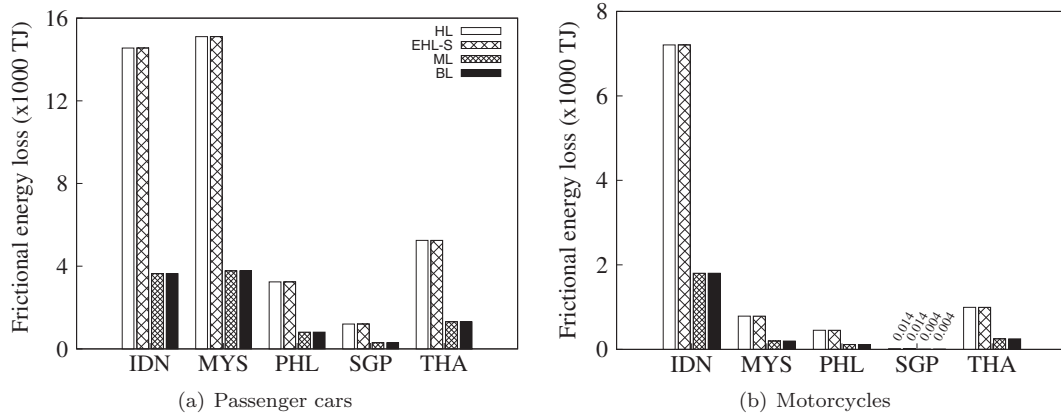 Frictional energy loss (x1000 TJ)
16
12
8
4
0
HL
EHL-S
ML
BL
IDN MYS PHL SGP THA
(a) Passenger cars
Frictional energy loss (x1000 TJ)
8
6
4
2
0
0.014
0.014
0.004
0.004
IDN MYS PHL SGP THA
(b) Motorcycles